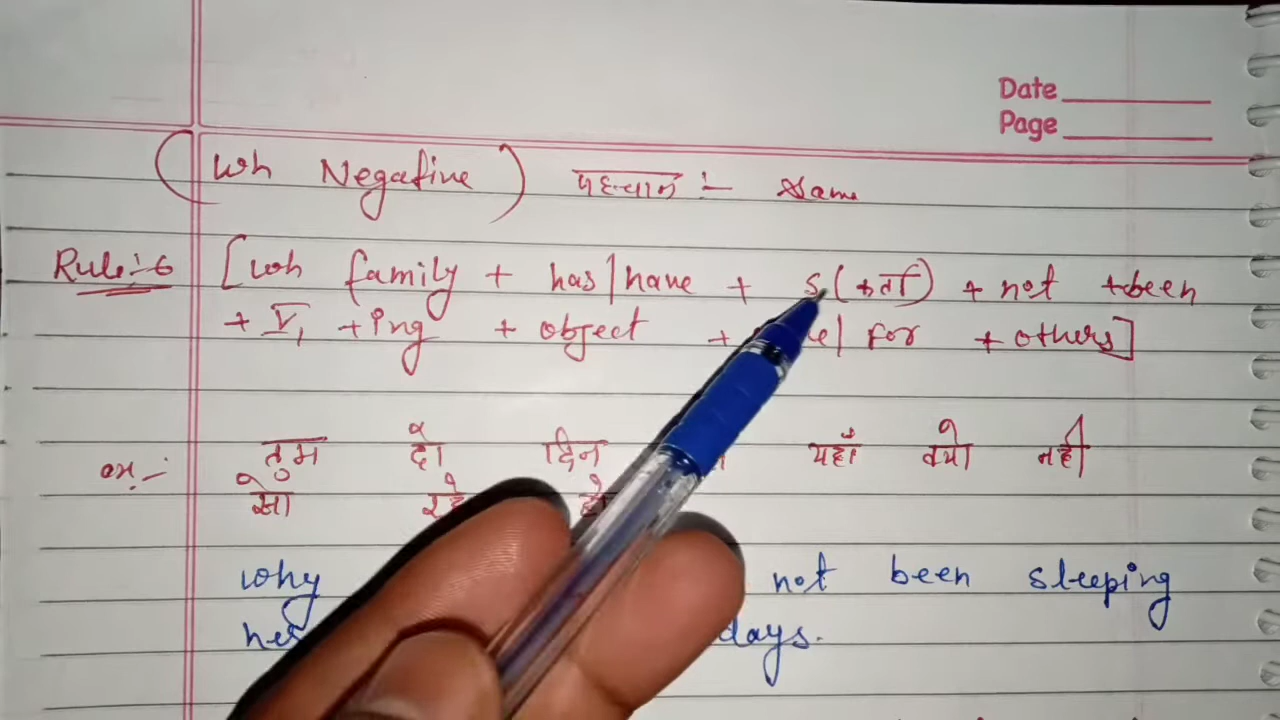 Date
Page
(Wh Negative) पहचान :- Same
Rule:-6 [Wh family + has/have + S(कर्ता) + not +been
+ V1 +ing + object + for + others]
ex:- तुम दो दिन यहाँ क्यो नही
सो रहे हो
why not been sleeping
days.